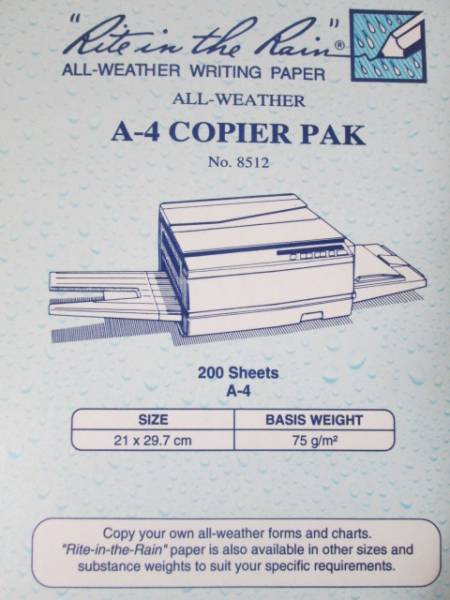 "Rite in the Rain"®
ALL-WEATHER WRITING PAPER
ALL-WEATHER
A-4 COPIER PAK
No. 8512
200 Sheets
A-4
SIZE BASIS WEIGHT
21 x 29.7 cm 75 g/m²
Copy your own all-weather forms and charts.
"Rite-in-the-Rain" paper is also available in other sizes and
substance weights to suit your specific requirements.